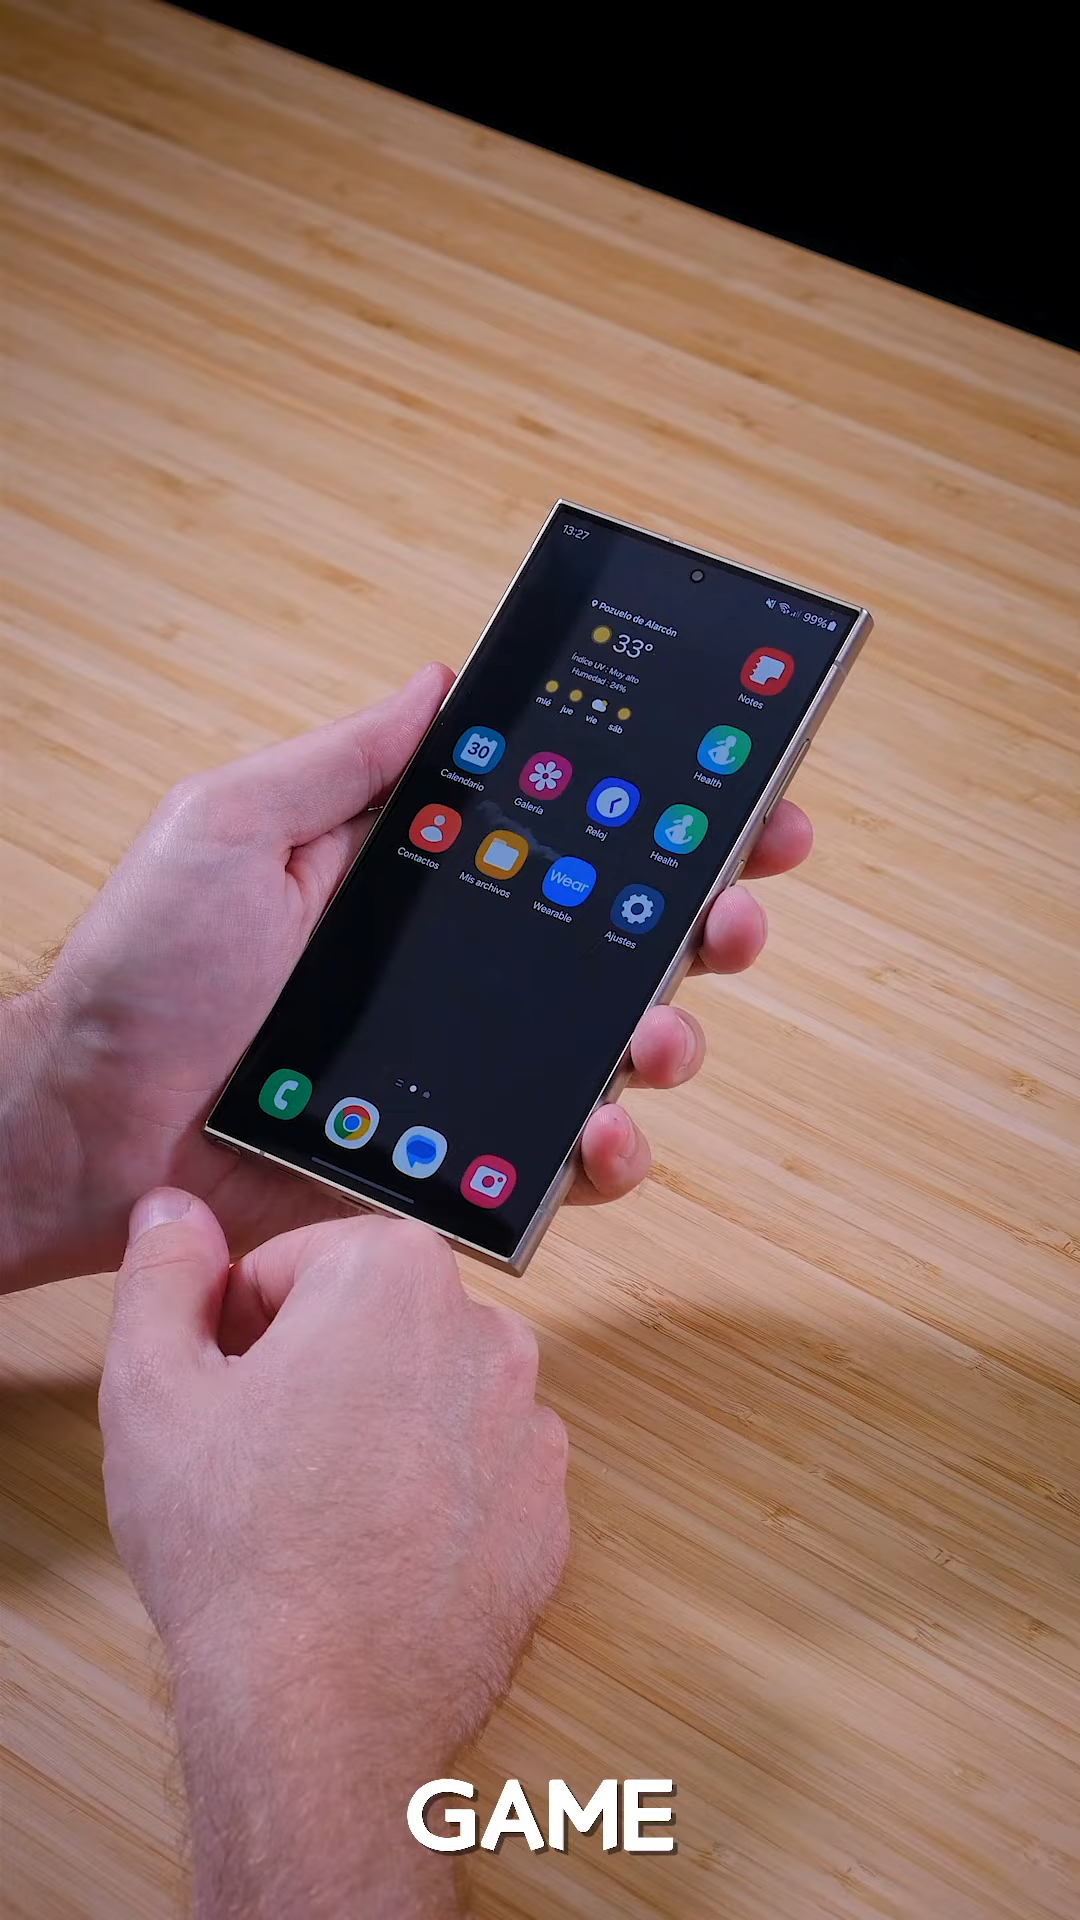 13:27
99%
Pozuelo de Alarcón
33°
Índice UV : Muy alto
Humedad : 24%
mié jue vie sáb
Notes
Health
30
Calendario
Galería
Reloj
Health
Contactos
Mis archivos
Wear
Wearable
Ajustes
GAME